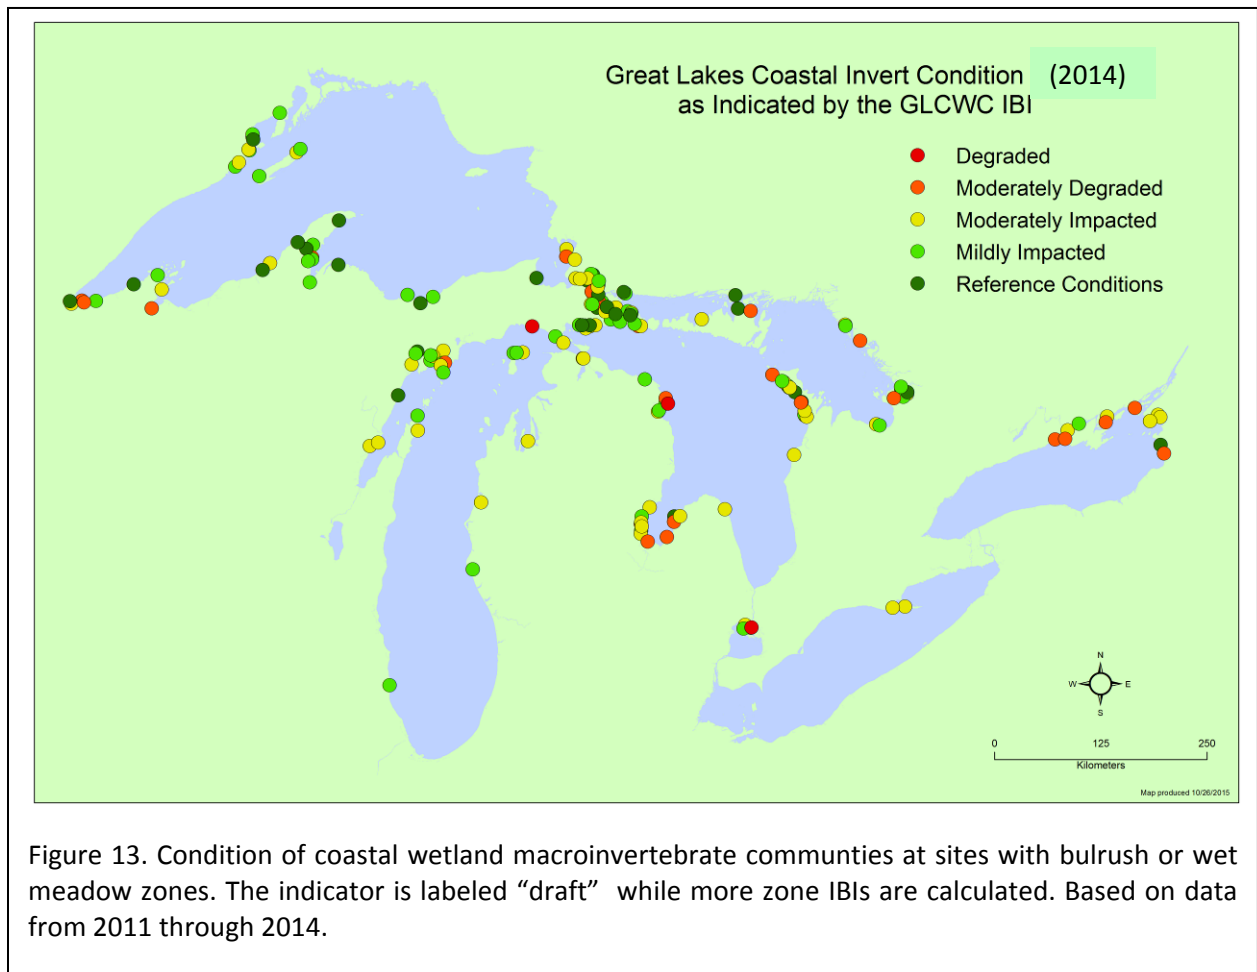 Great Lakes Coastal Invert Condition (2014)
as Indicated by the GLCWC IBI
Degraded
Moderately Degraded
Moderately Impacted
Mildly Impacted
Reference Conditions
N
W E
S
0 125 250
Kilometers
Map produced 10/26/2015
Figure 13. Condition of coastal wetland macroinvertebrate communties at sites with bulrush or wet
meadow zones. The indicator is labeled “draft” while more zone IBIs are calculated. Based on data
from 2011 through 2014.